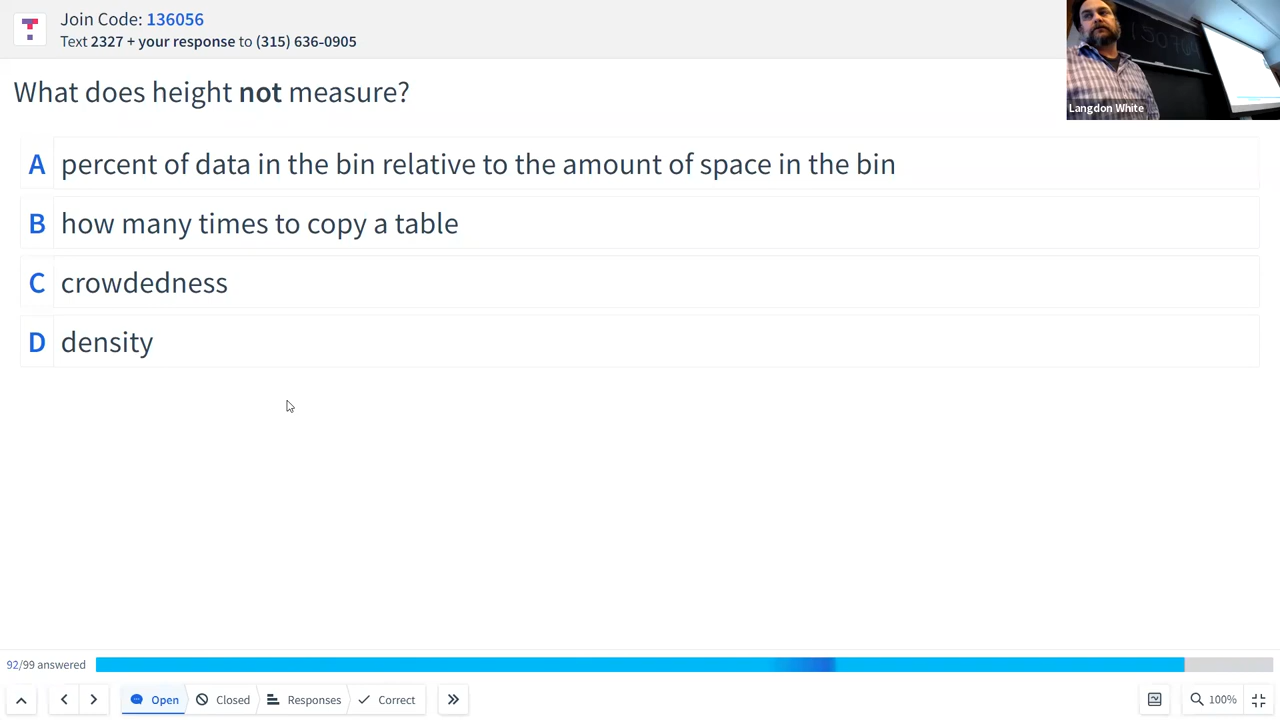 Join Code: 136056
Text 2327 + your response to (315) 636-0905
What does height not measure?
A percent of data in the bin relative to the amount of space in the bin
B how many times to copy a table
C crowdedness
D density
Langdon White
92/99 answered
Open Closed Responses Correct
100%